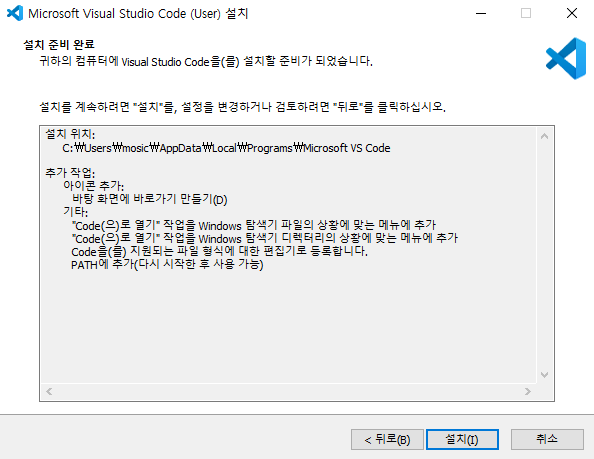 Microsoft Visual Studio Code (User) 설치
설치 준비 완료
귀하의 컴퓨터에 Visual Studio Code을(를) 설치할 준비가 되었습니다.
설치를 계속하려면 "설치"를, 설정을 변경하거나 검토하려면 "뒤로"를 클릭하십시오.
설치 위치:
C:₩Users₩mosic₩AppData₩Local₩Programs₩Microsoft VS Code
추가 작업:
아이콘 추가:
바탕 화면에 바로가기 만들기(D)
기타:
"Code(으)로 열기" 작업을 Windows 탐색기 파일의 상황에 맞는 메뉴에 추가
"Code(으)로 열기" 작업을 Windows 탐색기 디렉터리의 상황에 맞는 메뉴에 추가
Code을(를) 지원되는 파일 형식에 대한 편집기로 등록합니다.
PATH에 추가(다시 시작한 후 사용 가능)
< 뒤로(B) 설치(I) 취소